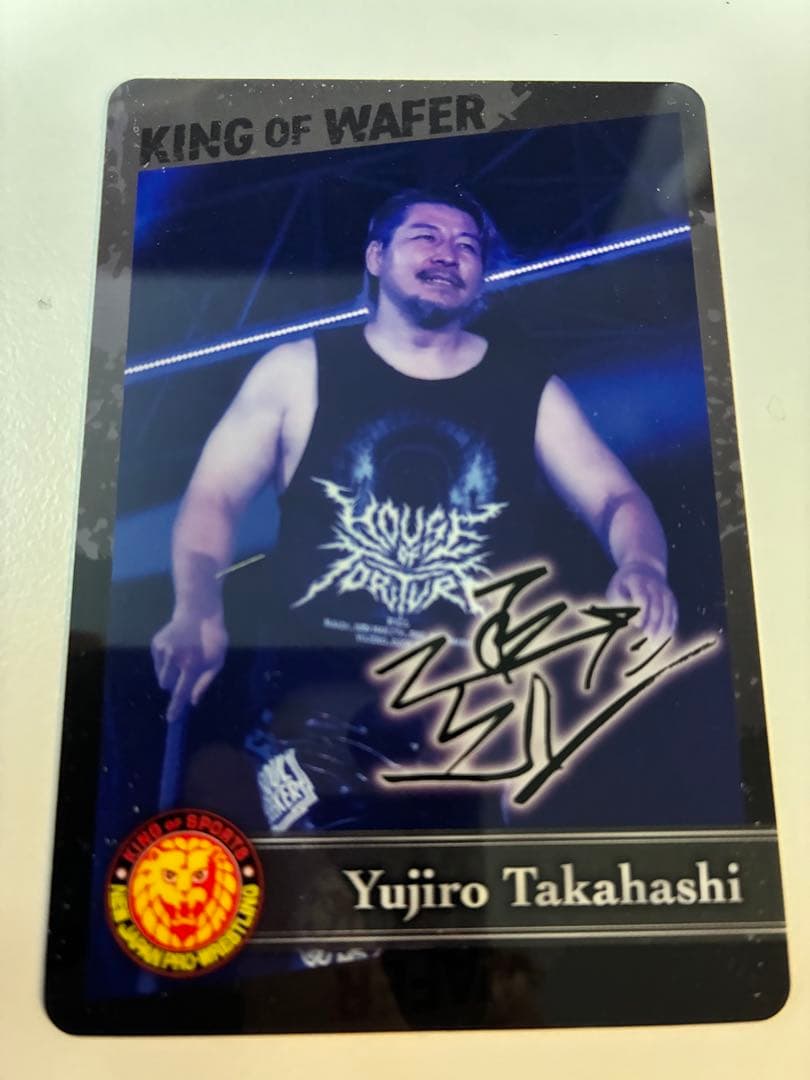 KING OF WAFER
HOUSE
OF
TORTURE
KING OF SPORTS
NEW JAPAN PRO-WRESTLING
Yujiro Takahashi